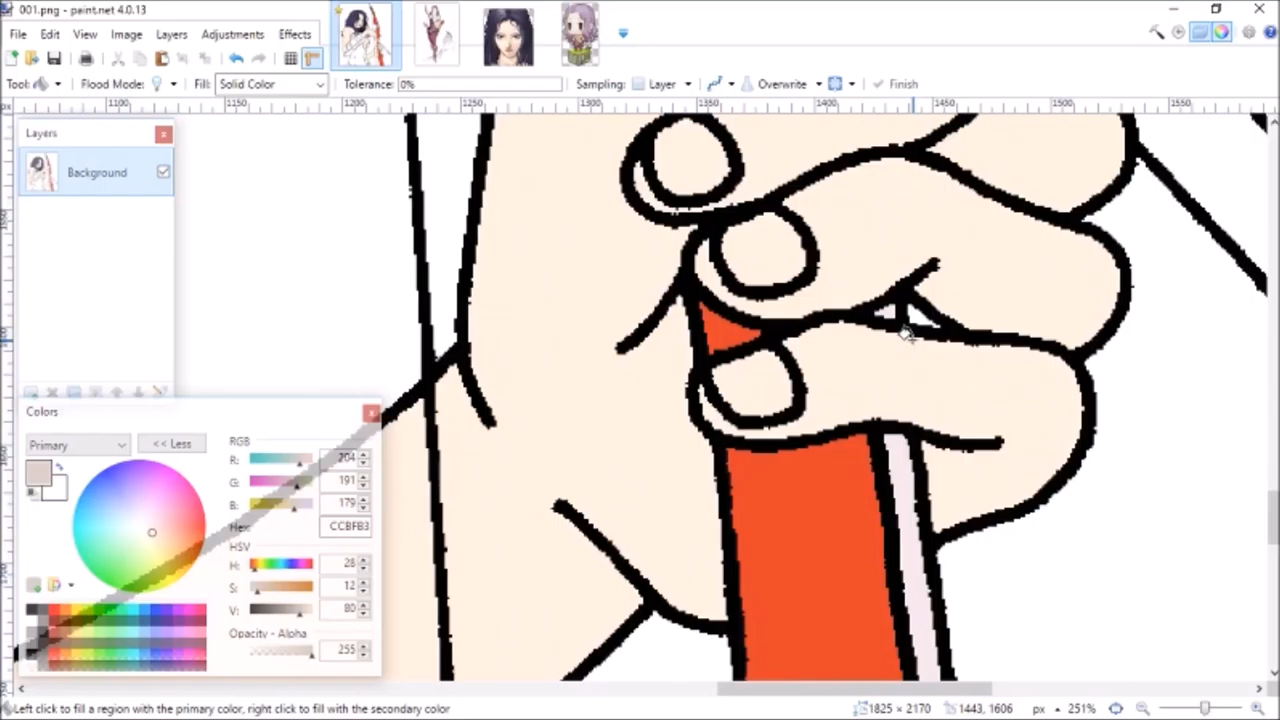 001.png - paint.net 4.0.13
File Edit View Image Layers Adjustments Effects
Tool: Flood Mode: Fill: Solid Color Tolerance: 0% Sampling: Layer Overwrite Finish
px 1100 1150 1200 1250 1300 1350 1400 1450 1500 1550
Layers
Background
Colors
Primary << Less
RGB
R: 204
G: 191
B: 179
Hex: CCBFB3
HSV
H: 28
S: 12
V: 80
Opacity - Alpha
255
Left click to fill a region with the primary color, right click to fill with the secondary color 1825 × 2170 1443, 1606 px 251%